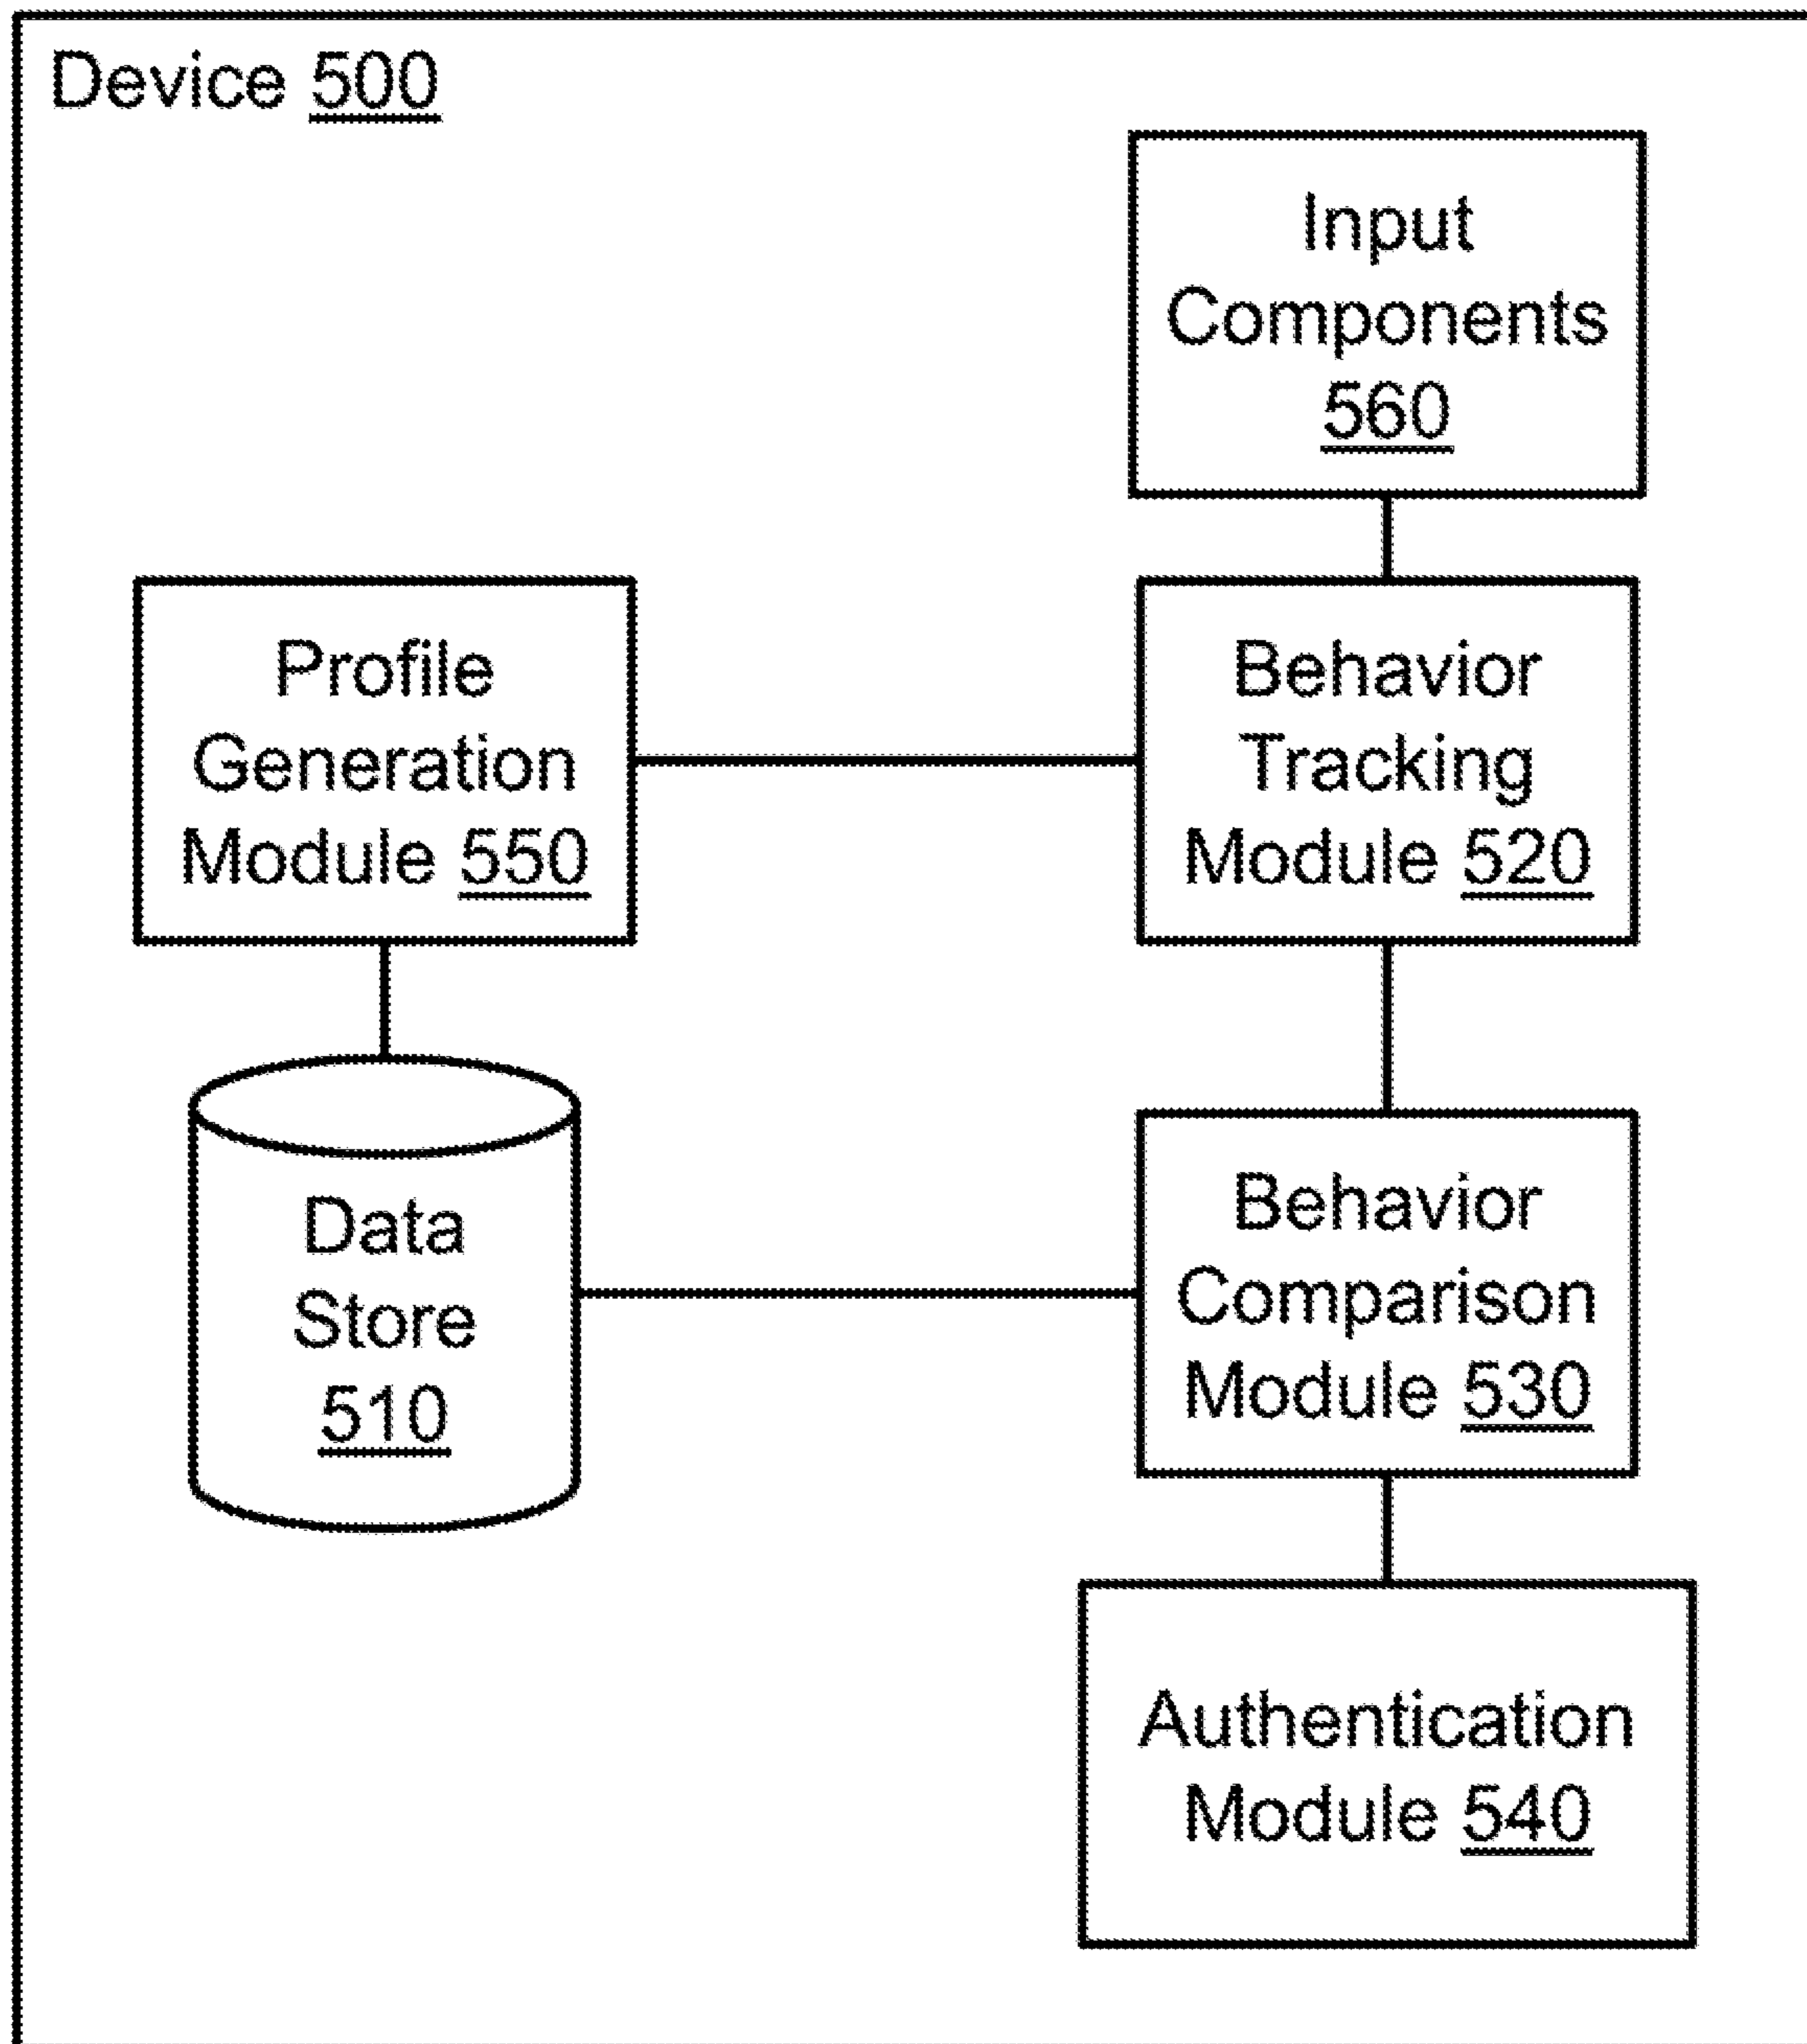 Device 500
Input
Components
560
Profile
Generation
Module 550
Behavior
Tracking
Module 520
Data
Store
510
Behavior
Comparison
Module 530
Authentication
Module 540